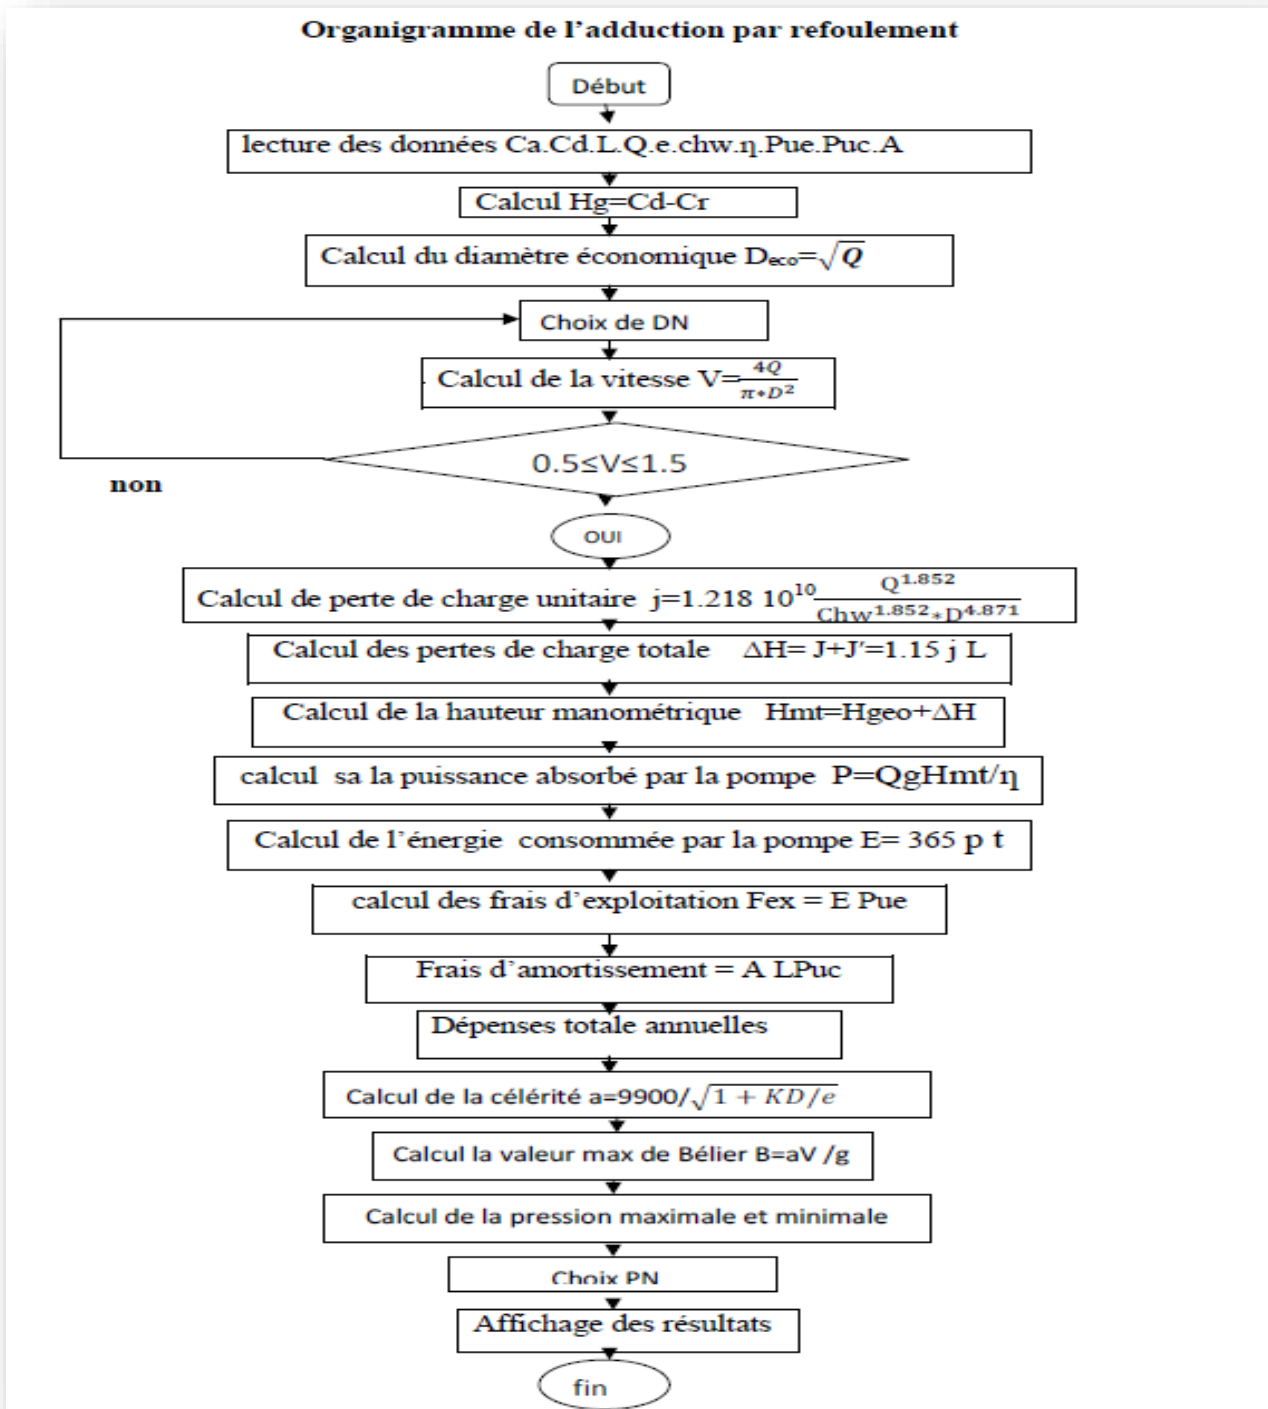 Organigramme de l'adduction par refoulement
Début
lecture des données Ca.Cd.L.Q.e.chw.η.Pue.Puc.A
Calcul Hg=Cd-Cr
Calcul du diamètre économique Deco=√Q
Choix de DN
Calcul de la vitesse V=4Q/π*D²
0.5≤V≤1.5
non
OUI
Calcul de perte de charge unitaire j=1.218 10^10 Q^1.852/Chw^1.852*D^4.871
Calcul des pertes de charge totale ΔH= J+J'=1.15 j L
Calcul de la hauteur manométrique Hmt=Hgeo+ΔH
calcul sa la puissance absorbé par la pompe P=QgHmt/η
Calcul de l'énergie consommée par la pompe E= 365 p t
calcul des frais d'exploitation Fex = E Pue
Frais d'amortissement = A LPuc
Dépenses totale annuelles
Calcul de la célérité a=9900/√1 + KD/e
Calcul la valeur max de Bélier B=aV /g
Calcul de la pression maximale et minimale
Choix PN
Affichage des résultats
fin